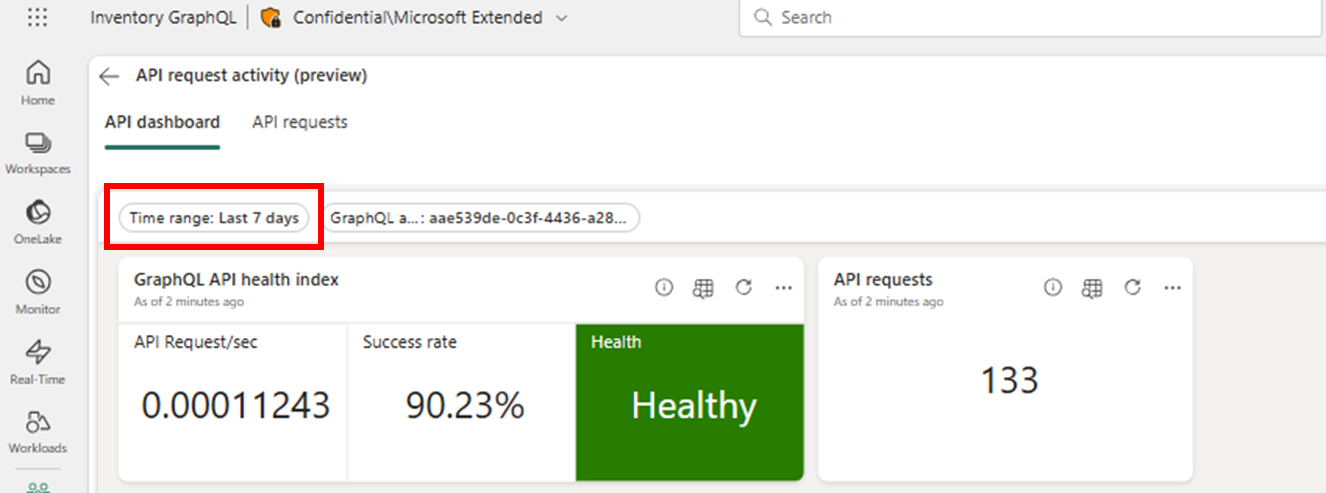 Inventory GraphQL
Confidential\Microsoft Extended
Search
Home
Workspaces
OneLake
Monitor
Real-Time
Workloads
API request activity (preview)
API dashboard
API requests
Time range: Last 7 days
GraphQL a...: aae539de-0c3f-4436-a28...
GraphQL API health index
As of 2 minutes ago
API Request/sec
0.00011243
Success rate
90.23%
Health
Healthy
API requests
As of 2 minutes ago
133